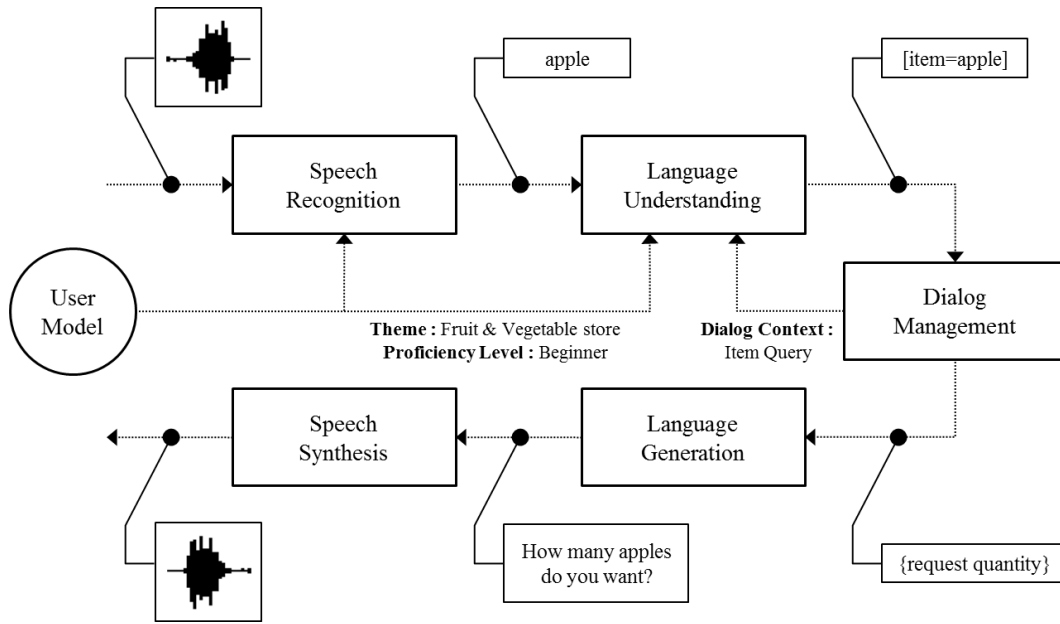 apple
[item=apple]
Speech
Recognition
Language
Understanding
User
Model
Dialog
Management
Theme : Fruit & Vegetable store
Proficiency Level : Beginner
Dialog Context :
Item Query
Speech
Synthesis
Language
Generation
How many apples
do you want?
{request quantity}